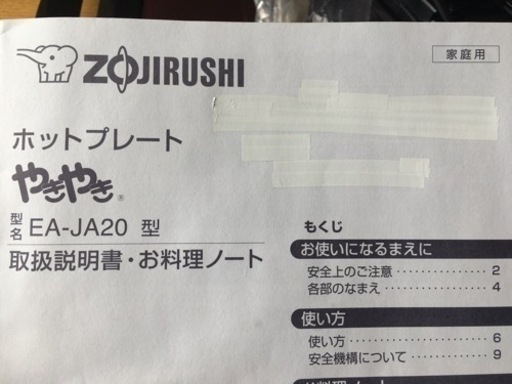 ZOJIRUSHI
家庭用
ホットプレート
やきやき®
型名 EA-JA20 型
取扱説明書・お料理ノート
もくじ
お使いになるまえに
安全上のご注意 ················ 2
各部のなまえ ·················· 4
使い方
使い方 ························ 6
安全機構について ·············· 9